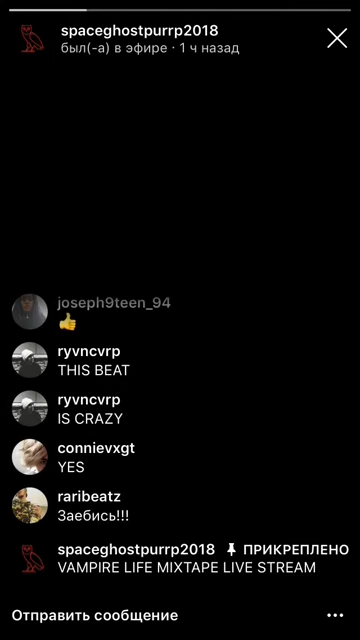 spaceghostpurrp2018
был(-а) в эфире · 1 ч назад
joseph9teen_94
👍
ryvncvrp
THIS BEAT
ryvncvrp
IS CRAZY
connievxgt
YES
raribeatz
Заебись!!!
spaceghostpurrp2018 📌 ПРИКРЕПЛЕНО
VAMPIRE LIFE MIXTAPE LIVE STREAM
Отправить сообщение